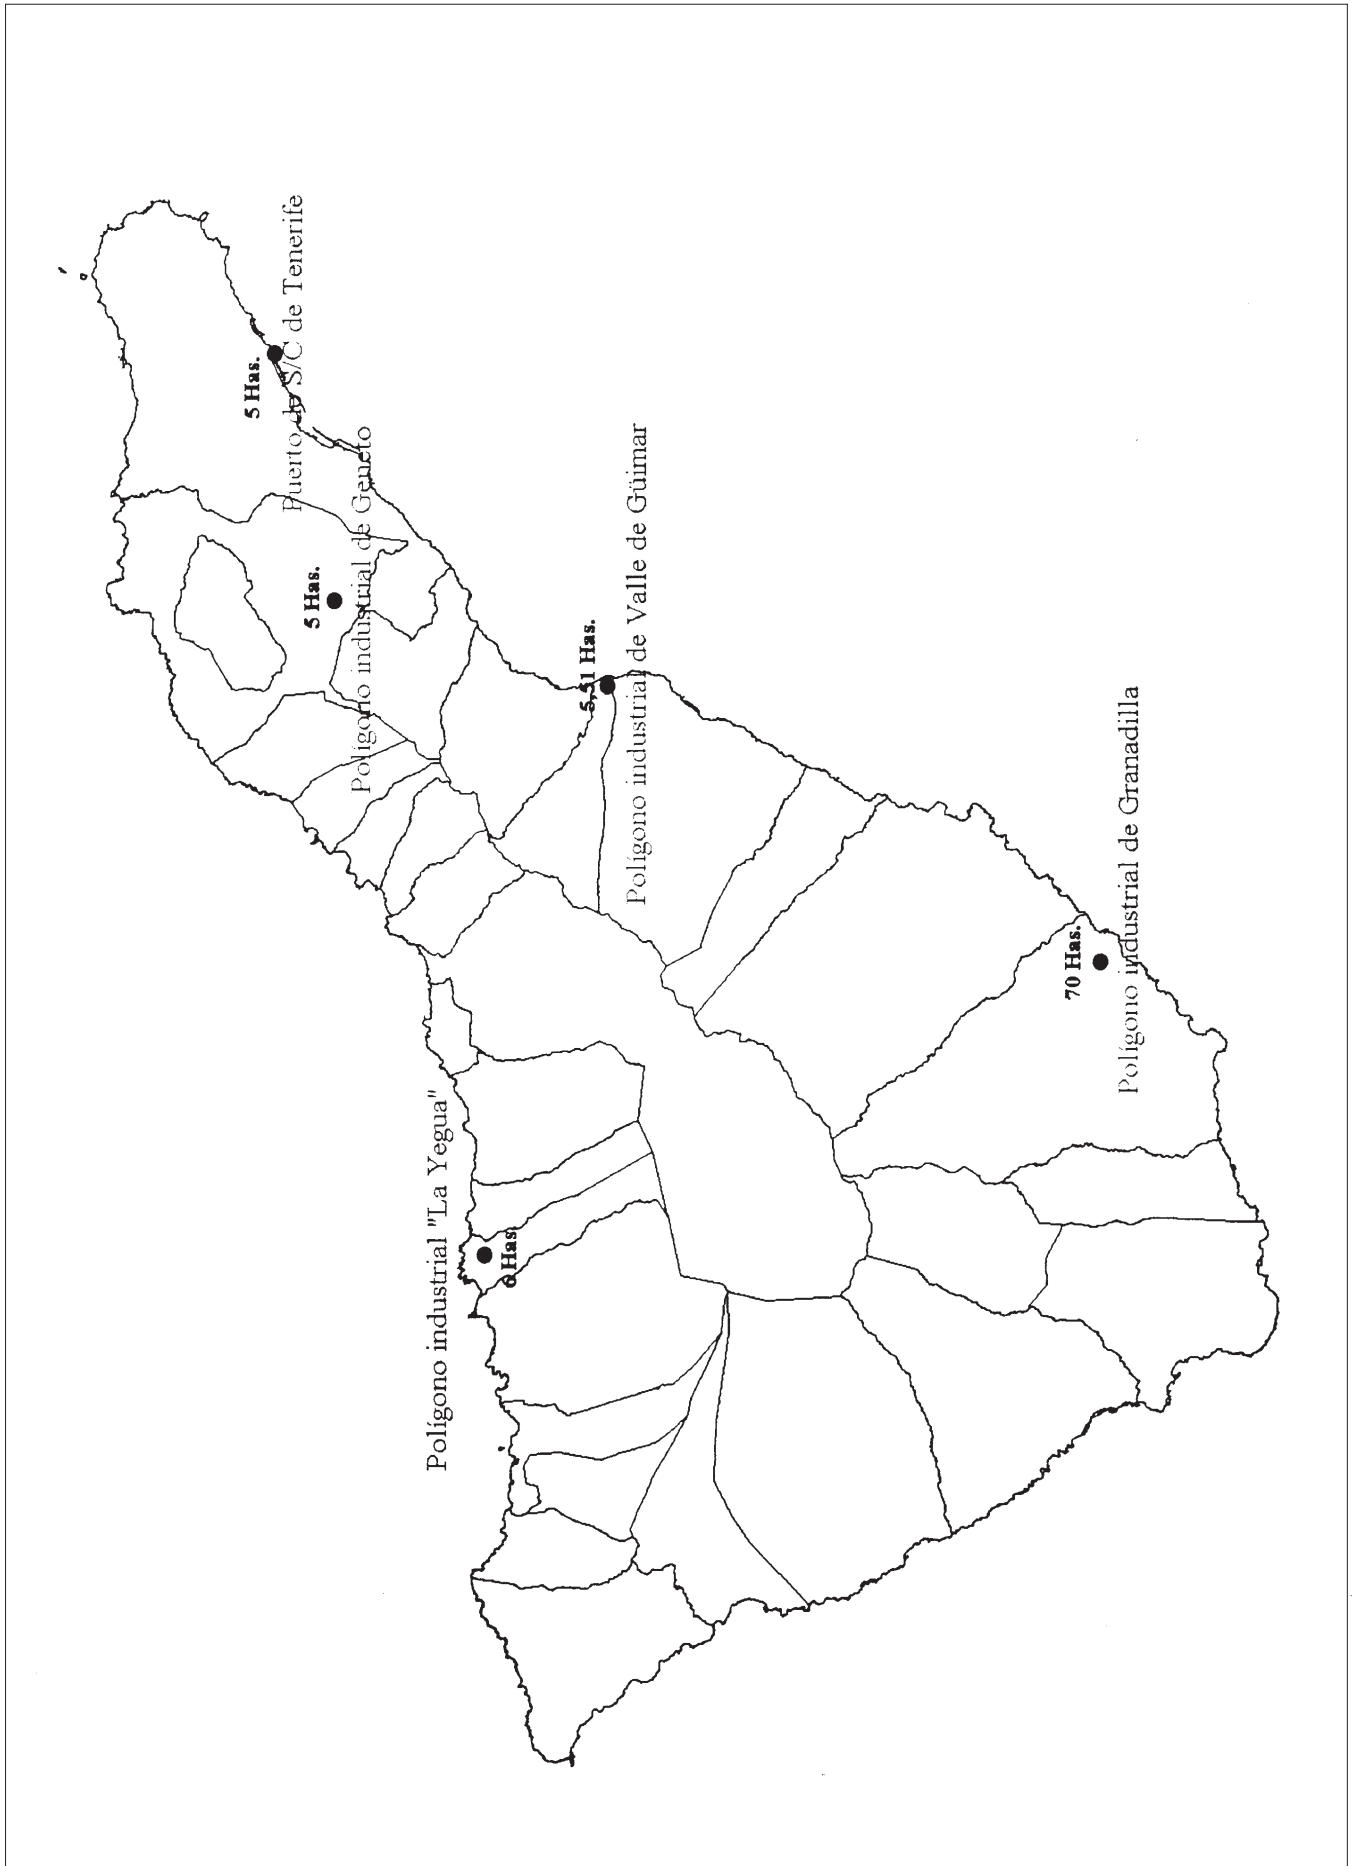 Puerto de S/C de Tenerife
5 Has.
Polígono industrial de Geneto
5 Has.
Polígono industrial de Valle de Güimar
5,51 Has.
Polígono industrial de Granadilla
70 Has.
Polígono industrial "La Yegua"
6 Has.